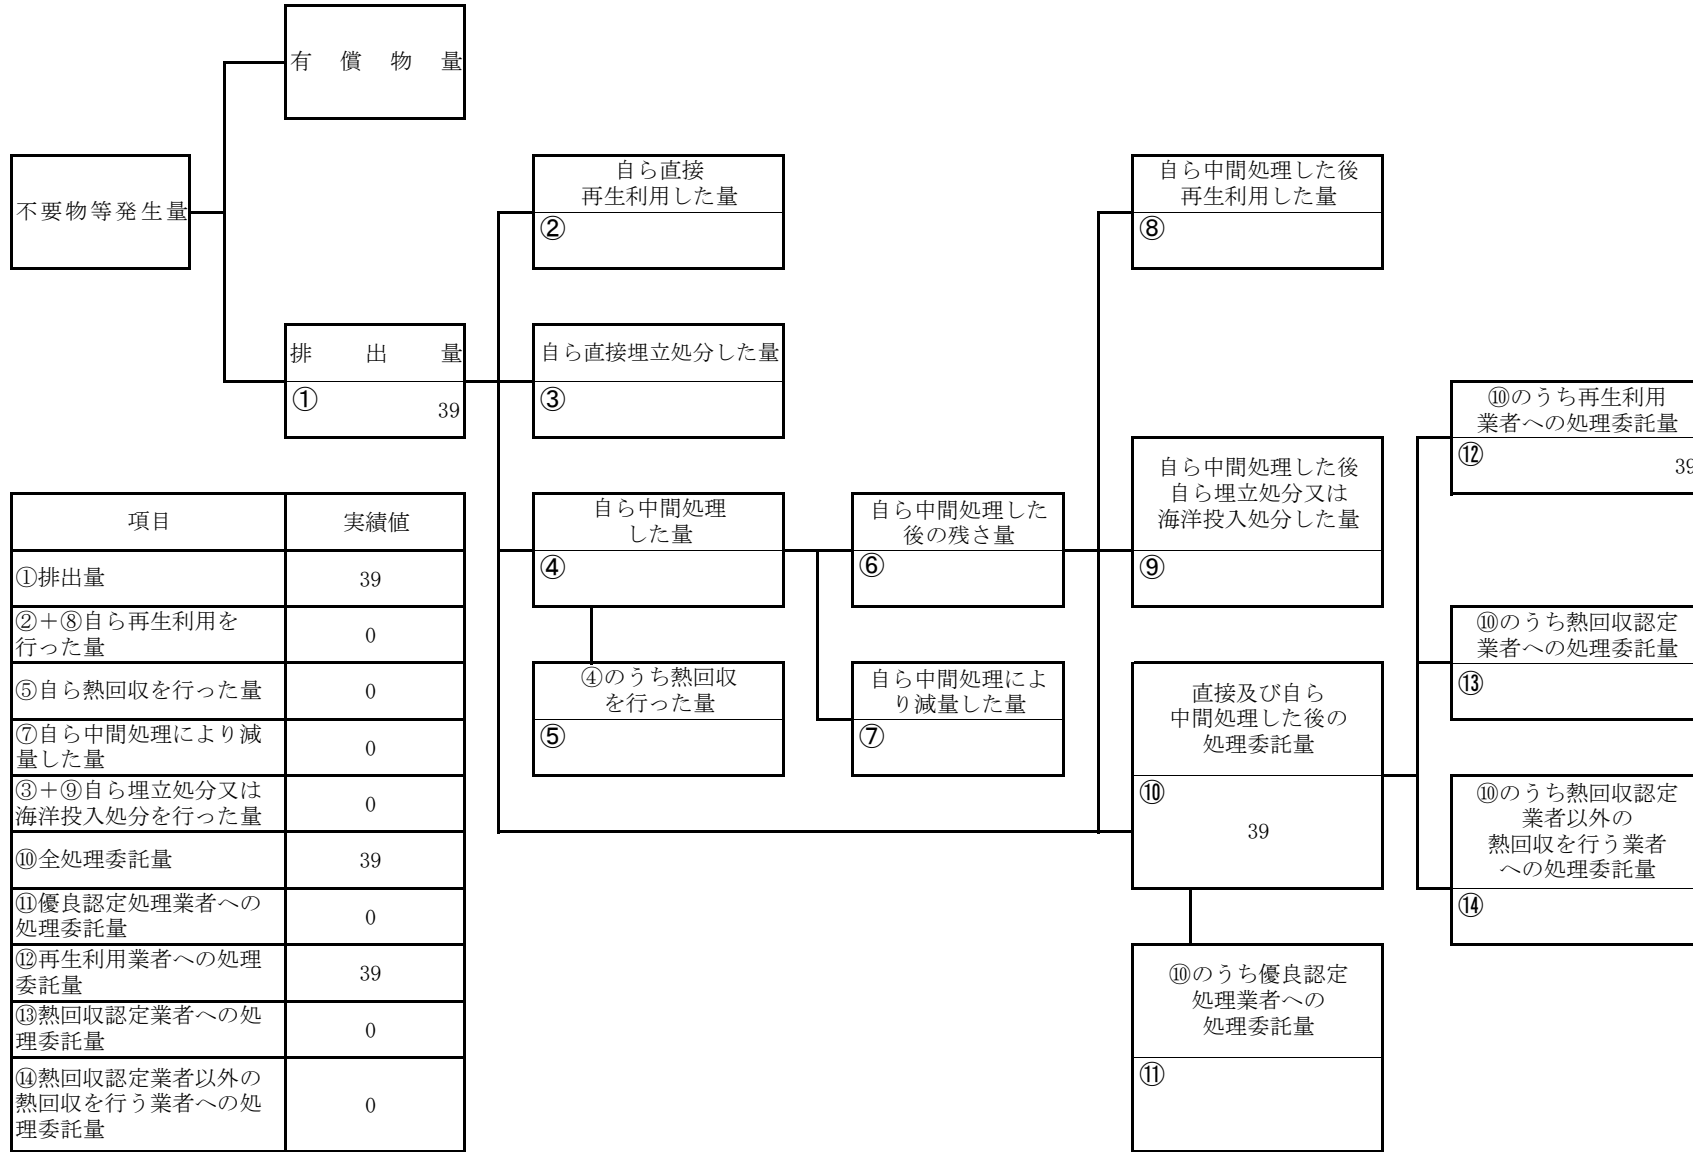 有償物量
不要物等発生量
自ら直接
再生利用した量
②
自ら中間処理した後
再生利用した量
⑧
排出量
①
39
自ら直接埋立処分した量
③
⑩のうち再生利用
業者への処理委託量
⑫
39
自ら中間処理した後
自ら埋立処分又は
海洋投入処分した量
⑨
自ら中間処理
した量
④
自ら中間処理した
後の残さ量
⑥
⑩のうち熱回収認定
業者への処理委託量
⑬
④のうち熱回収
を行った量
⑤
自ら中間処理によ
り減量した量
⑦
直接及び自ら
中間処理した後の
処理委託量
⑩
39
⑩のうち熱回収認定
業者以外の
熱回収を行う業者
への処理委託量
⑭
⑩のうち優良認定
処理業者への
処理委託量
⑪
項目 実績値
①排出量 39
②＋⑧自ら再生利用を
行った量 0
⑤自ら熱回収を行った量 0
⑦自ら中間処理により減
量した量 0
③＋⑨自ら埋立処分又は
海洋投入処分を行った量 0
⑩全処理委託量 39
⑪優良認定処理業者への
処理委託量 0
⑫再生利用業者への処理
委託量 39
⑬熱回収認定業者への処
理委託量 0
⑭熱回収認定業者以外の
熱回収を行う業者への処
理委託量 0